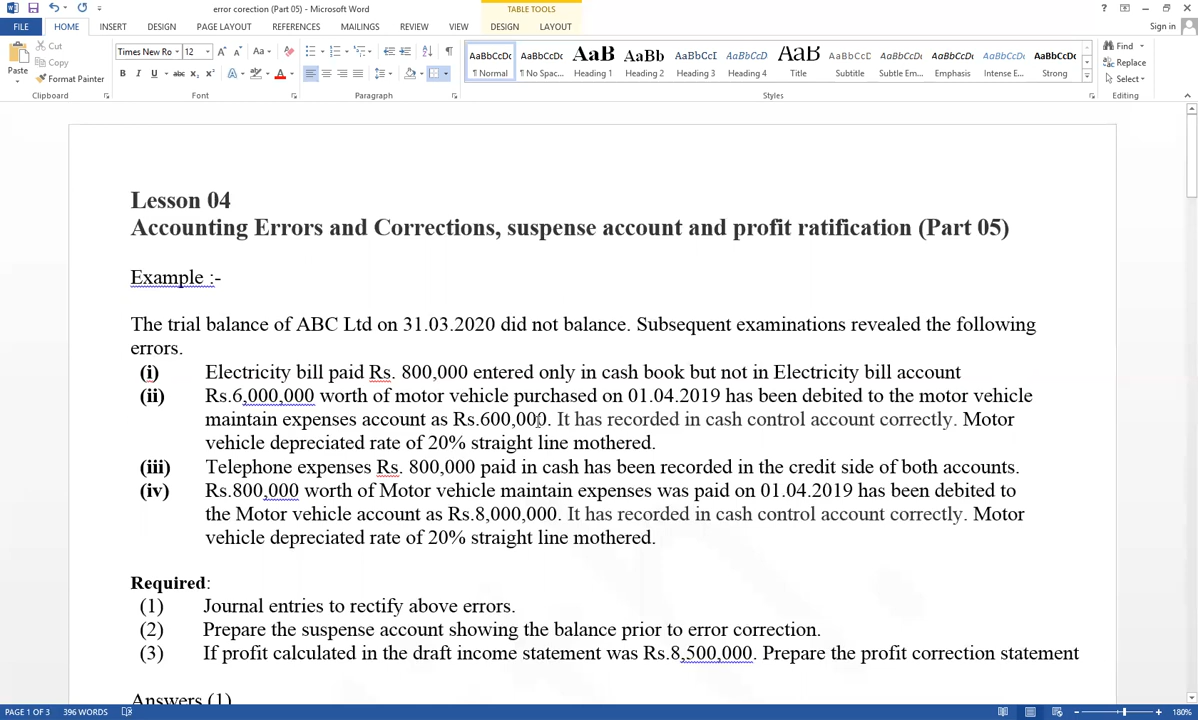 error corection (Part 05) - Microsoft Word
TABLE TOOLS
FILE HOME INSERT DESIGN PAGE LAYOUT REFERENCES MAILINGS REVIEW VIEW DESIGN LAYOUT
Sign in
Paste
Cut
Copy
Format Painter
Clipboard
Times New Ro 12
Font
Paragraph
AaBbCcDc AaBbCcDc AaB AaBb AaBbCcI AaBbCcD AaB AaBbCcD AaBbCcDc AaBbCcDc AaBbCcDc AaBbCcDc
¶ Normal ¶ No Spac... Heading 1 Heading 2 Heading 3 Heading 4 Title Subtitle Subtle Em... Emphasis Intense E... Strong
Styles
Find
Replace
Select
Editing
Lesson 04
Accounting Errors and Corrections, suspense account and profit ratification (Part 05)
Example :-
The trial balance of ABC Ltd on 31.03.2020 did not balance. Subsequent examinations revealed the following
errors.
(i) Electricity bill paid Rs. 800,000 entered only in cash book but not in Electricity bill account
(ii) Rs.6,000,000 worth of motor vehicle purchased on 01.04.2019 has been debited to the motor vehicle
maintain expenses account as Rs.600,000. It has recorded in cash control account correctly. Motor
vehicle depreciated rate of 20% straight line mothered.
(iii) Telephone expenses Rs. 800,000 paid in cash has been recorded in the credit side of both accounts.
(iv) Rs.800,000 worth of Motor vehicle maintain expenses was paid on 01.04.2019 has been debited to
the Motor vehicle account as Rs.8,000,000. It has recorded in cash control account correctly. Motor
vehicle depreciated rate of 20% straight line mothered.
Required:
(1) Journal entries to rectify above errors.
(2) Prepare the suspense account showing the balance prior to error correction.
(3) If profit calculated in the draft income statement was Rs.8,500,000. Prepare the profit correction statement
Answers (1)
PAGE 1 OF 3 396 WORDS 180%